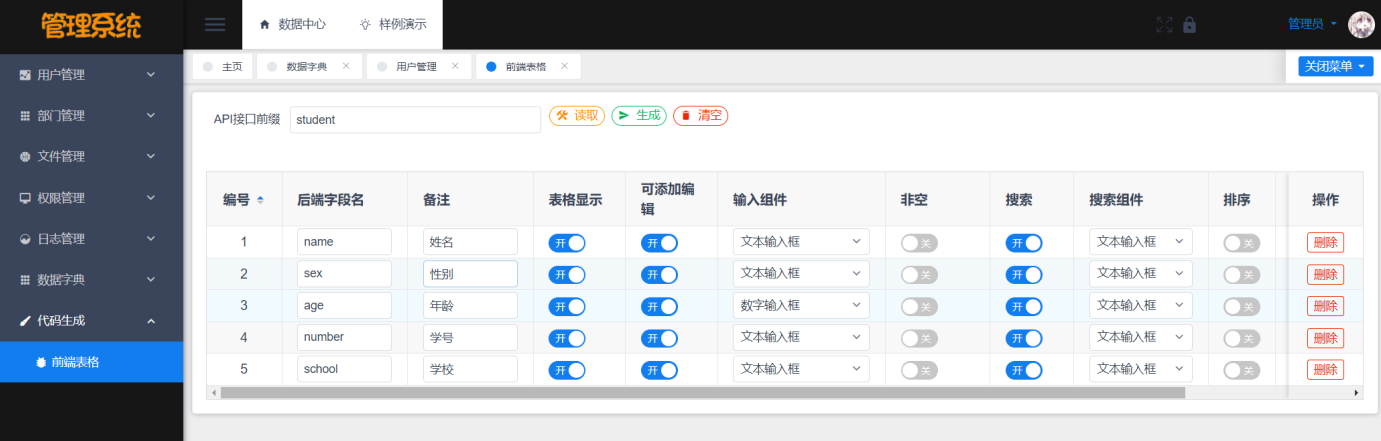 管理系统
数据中心 样例演示
管理员
用户管理
部门管理
文件管理
权限管理
日志管理
数据字典
代码生成
前端表格
主页 数据字典 × 用户管理 × 前端表格 ×
关闭菜单
API接口前缀 student 读取 生成 清空
编号 后端字段名 备注 表格显示 可添加编辑 输入组件 非空 搜索 搜索组件 排序 操作
1 name 姓名 开 开 文本输入框 关 开 文本输入框 关 删除
2 sex 性别 开 开 文本输入框 关 开 文本输入框 关 删除
3 age 年龄 开 开 数字输入框 关 开 文本输入框 关 删除
4 number 学号 开 开 文本输入框 关 开 文本输入框 关 删除
5 school 学校 开 开 文本输入框 关 开 文本输入框 关 删除